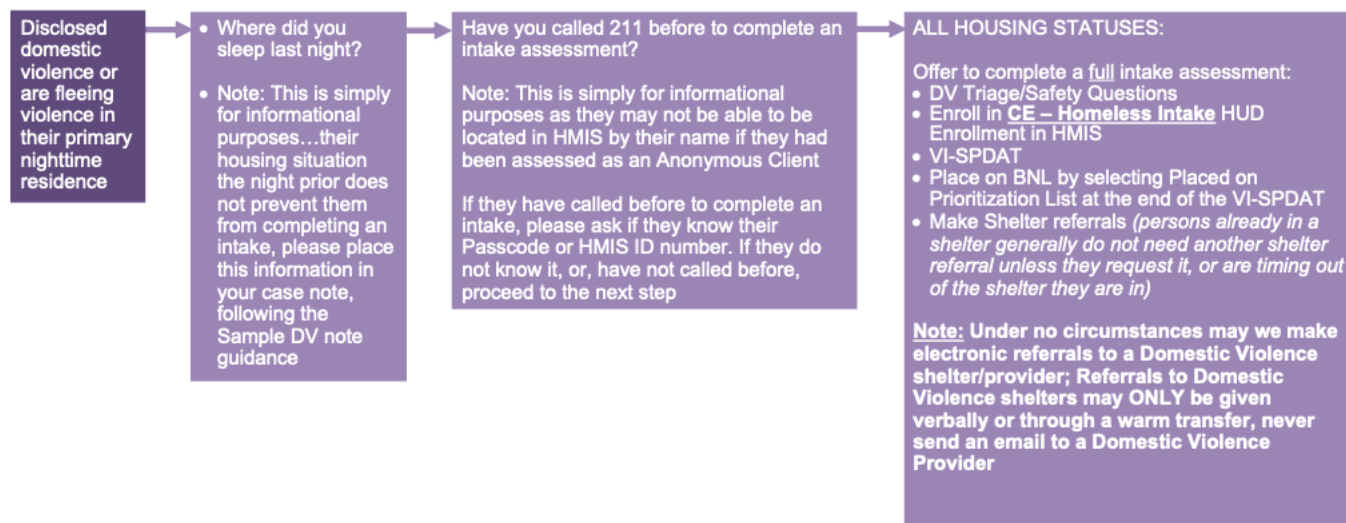 Disclosed
domestic
violence or
are fleeing
violence in
their primary
nighttime
residence
• Where did you
sleep last night?
• Note: This is simply
for informational
purposes…their
housing situation
the night prior does
not prevent them
from completing an
intake, please place
this information in
your case note,
following the
Sample DV note
guidance
Have you called 211 before to complete an
intake assessment?
Note: This is simply for informational
purposes as they may not be able to be
located in HMIS by their name if they had
been assessed as an Anonymous Client
If they have called before to complete an
intake, please ask if they know their
Passcode or HMIS ID number. If they do
not know it, or, have not called before,
proceed to the next step
ALL HOUSING STATUSES:
Offer to complete a full intake assessment:
• DV Triage/Safety Questions
• Enroll in CE – Homeless Intake HUD
Enrollment in HMIS
• VI-SPDAT
• Place on BNL by selecting Placed on
Prioritization List at the end of the VI-SPDAT
• Make Shelter referrals (persons already in a
shelter generally do not need another shelter
referral unless they request it, or are timing out
of the shelter they are in)
Note: Under no circumstances may we make
electronic referrals to a Domestic Violence
shelter/provider; Referrals to Domestic
Violence shelters may ONLY be given
verbally or through a warm transfer, never
send an email to a Domestic Violence
Provider